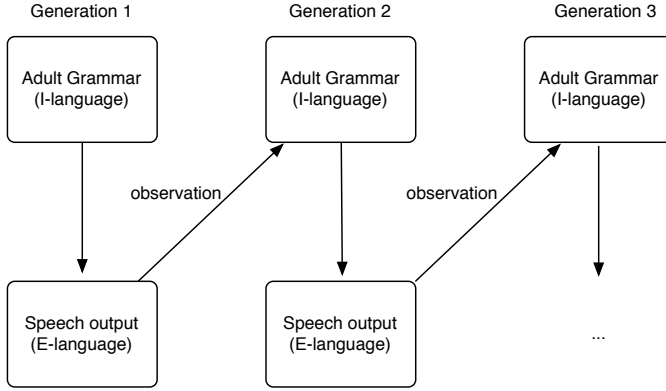 Generation 1
Generation 2
Generation 3
Adult Grammar
(I-language)
Adult Grammar
(I-language)
Adult Grammar
(I-language)
observation
observation
Speech output
(E-language)
Speech output
(E-language)
...